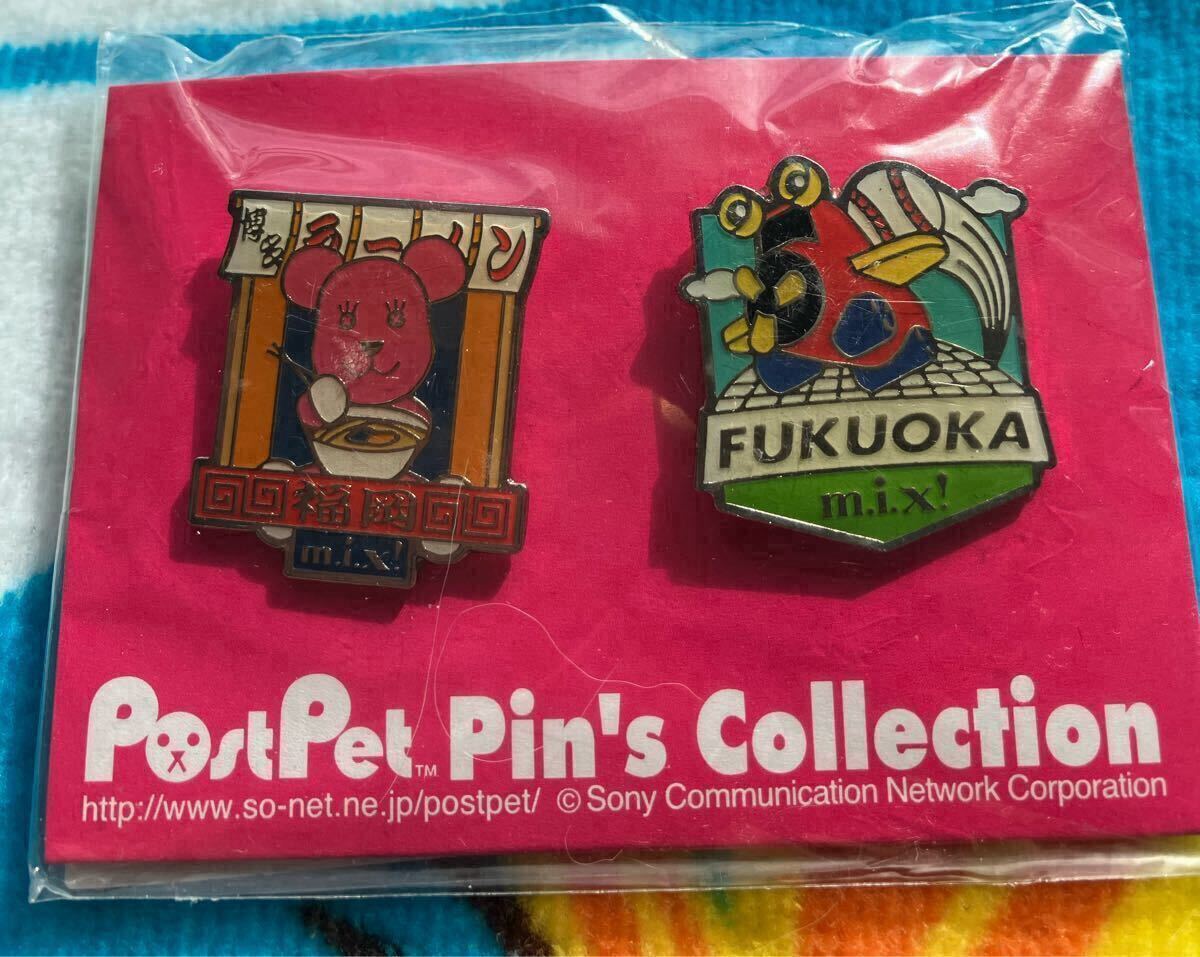 博多ラーメン
福岡
m.i.x!
FUKUOKA
m.i.x!
PostPet™ Pin's Collection
http://www.so-net.ne.jp/postpet/ ©Sony Communication Network Corporation